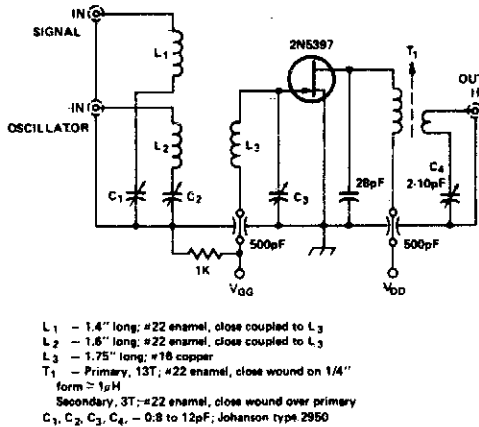 IN
SIGNAL
L1
2N5397
T1
OUT
IN
OSCILLATOR
L2
L3
C4
2-10pF
C1
C2
C3
28pF
500pF
500pF
1K
VGG
VDD
L1 – 1.4" long; #22 enamel, close coupled to L3
L2 – 1.6" long; #22 enamel, close coupled to L3
L3 – 1.75" long; #16 copper
T1 – Primary, 13T; #22 enamel, close wound on 1/4"
form ≅ 1μH
Secondary, 3T; #22 enamel, close wound over primary
C1, C2, C3, C4, – 0.8 to 12pF; Johanson type 2950